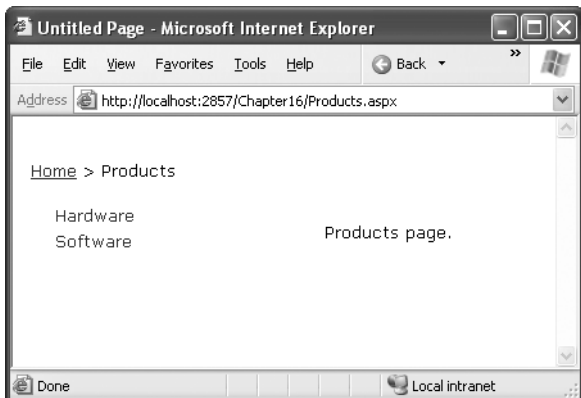 Untitled Page - Microsoft Internet Explorer
File Edit View Favorites Tools Help Back »
Address http://localhost:2857/Chapter16/Products.aspx
Home > Products
Hardware
Software
Products page.
Done Local intranet